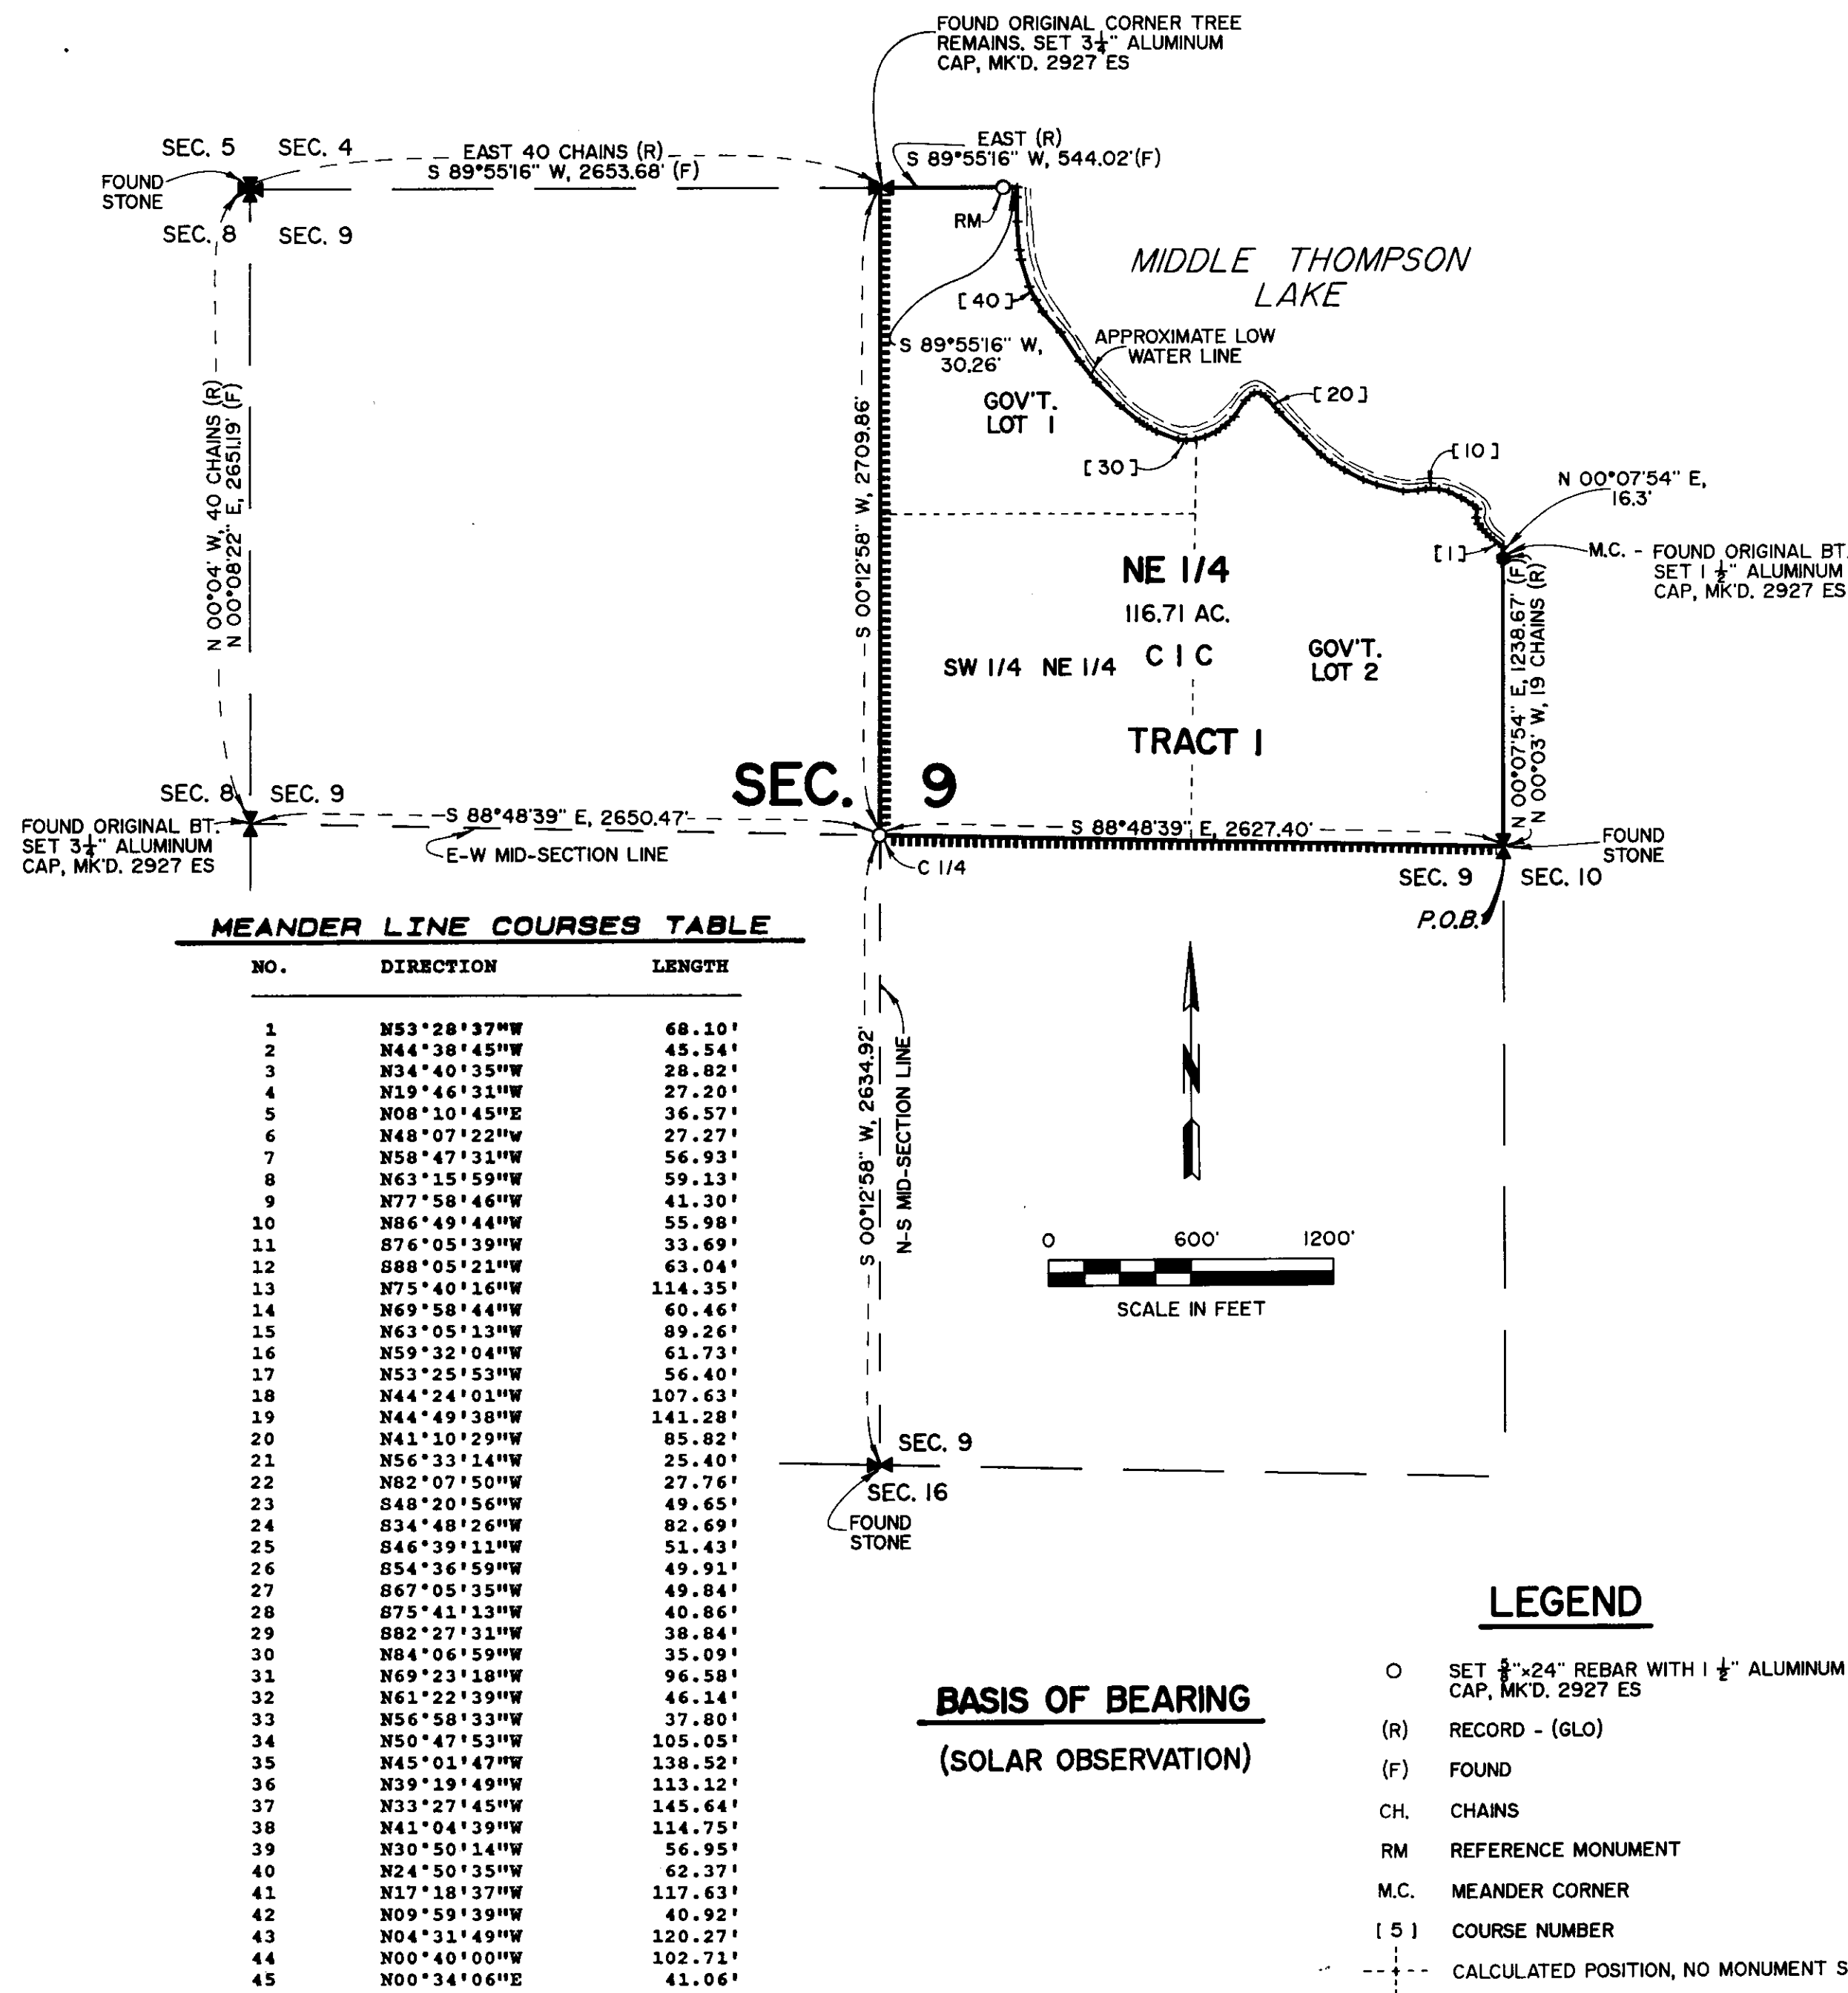 FOUND ORIGINAL CORNER TREE
REMAINS. SET 3¼" ALUMINUM
CAP, MK'D. 2927 ES
SEC. 5
SEC. 4
EAST 40 CHAINS (R)
S 89°55'16" W, 2653.68' (F)
EAST (R)
S 89°55'16" W, 544.02'(F)
FOUND
STONE
SEC. 8
SEC. 9
RM
MIDDLE THOMPSON
LAKE
[40]
S 89°55'16" W,
30.26'
APPROXIMATE LOW
WATER LINE
GOV'T.
LOT 1
[20]
[30]
[10]
N 00°07'54" E,
16.3'
[1]
M.C. - FOUND ORIGINAL BT.
SET 1 ½" ALUMINUM
CAP, MK'D. 2927 ES
N 00°04' W, 40 CHAINS (R)
N 00°08'22" E, 2651.19' (F)
S 00°12'58" W, 2709.86'
NE 1/4
116.71 AC.
C I C
SW 1/4 NE 1/4
GOV'T.
LOT 2
TRACT 1
N 00°07'54" E, 1238.67' (F)
N 00°03' W, 19 CHAINS (R)
SEC. 9
SEC. 8
SEC. 9
FOUND ORIGINAL BT.
SET 3¼" ALUMINUM
CAP, MK'D. 2927 ES
S 88°48'39" E, 2650.47'
E-W MID-SECTION LINE
S 88°48'39" E, 2627.40'
C 1/4
FOUND
STONE
SEC. 9
SEC. 10
P.O.B.
MEANDER LINE COURSES TABLE
NO. DIRECTION LENGTH
1 N53°28'37"W 68.10'
2 N44°38'45"W 45.54'
3 N34°40'35"W 28.82'
4 N19°46'31"W 27.20'
5 N08°10'45"E 36.57'
6 N48°07'22"W 27.27'
7 N58°47'31"W 56.93'
8 N63°15'59"W 59.13'
9 N77°58'46"W 41.30'
10 N86°49'44"W 55.98'
11 S76°05'39"W 33.69'
12 S88°05'21"W 63.04'
13 N75°40'16"W 114.35'
14 N69°58'44"W 60.46'
15 N63°05'13"W 89.26'
16 N59°32'04"W 61.73'
17 N53°25'53"W 56.40'
18 N44°24'01"W 107.63'
19 N44°49'38"W 141.28'
20 N41°10'29"W 85.82'
21 N56°33'14"W 25.40'
22 N82°07'50"W 27.76'
23 S48°20'56"W 49.65'
24 S34°48'26"W 82.69'
25 S46°39'11"W 51.43'
26 S54°36'59"W 49.91'
27 S67°05'35"W 49.84'
28 S75°41'13"W 40.86'
29 S82°27'31"W 38.84'
30 N84°06'59"W 35.09'
31 N69°23'18"W 96.58'
32 N61°22'39"W 46.14'
33 N56°58'33"W 37.80'
34 N50°47'53"W 105.05'
35 N45°01'47"W 138.52'
36 N39°19'49"W 113.12'
37 N33°27'45"W 145.64'
38 N41°04'39"W 114.75'
39 N30°50'14"W 56.95'
40 N24°50'35"W 62.37'
41 N17°18'37"W 117.63'
42 N09°59'39"W 40.92'
43 N04°31'49"W 120.27'
44 N00°40'00"W 102.71'
45 N00°34'06"E 41.06'
S 00°12'58" W, 2634.92'
N-S MID-SECTION LINE
N
0 600' 1200'
SCALE IN FEET
SEC. 9
SEC. 16
FOUND
STONE
BASIS OF BEARING
(SOLAR OBSERVATION)
LEGEND
SET ⅝"x24" REBAR WITH 1 ½" ALUMINUM
CAP, MK'D. 2927 ES
(R) RECORD - (GLO)
(F) FOUND
CH. CHAINS
RM REFERENCE MONUMENT
M.C. MEANDER CORNER
[5] COURSE NUMBER
CALCULATED POSITION, NO MONUMENT S